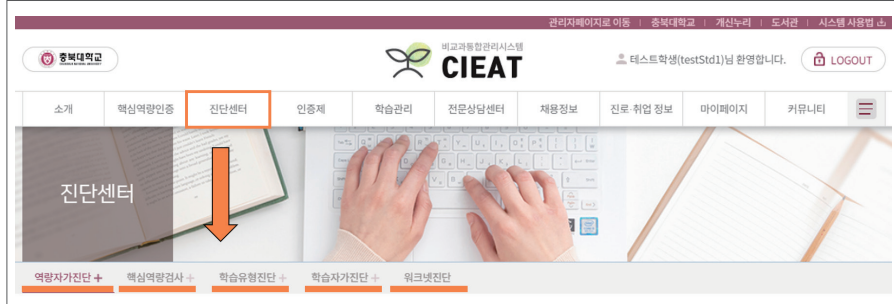 관리자페이지로 이동 | 충북대학교 | 개신누리 | 도서관 | 시스템 사용법
충북대학교
비교과통합관리시스템
CIEAT
테스트학생(testStd1)님 환영합니다.
LOGOUT
소개 핵심역량인증 진단센터 인증제 학습관리 전문상담센터 채용정보 진로·취업 정보 마이페이지 커뮤니티
진단센터
역량자가진단 + 핵심역량검사 + 학습유형진단 + 학습자가진단 + 워크넷진단